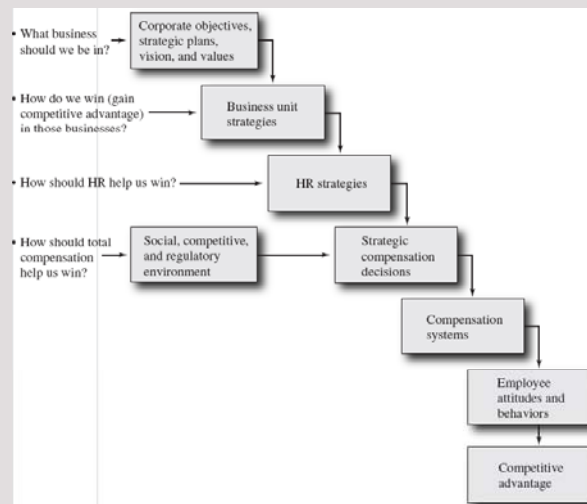 • What business
should we be in?
Corporate objectives,
strategic plans,
vision, and values
• How do we win (gain
competitive advantage)
in those businesses?
Business unit
strategies
• How should HR help us win?
HR strategies
• How should total
compensation
help us win?
Social, competitive,
and regulatory
environment
Strategic
compensation
decisions
Compensation
systems
Employee
attitudes and
behaviors
Competitive
advantage